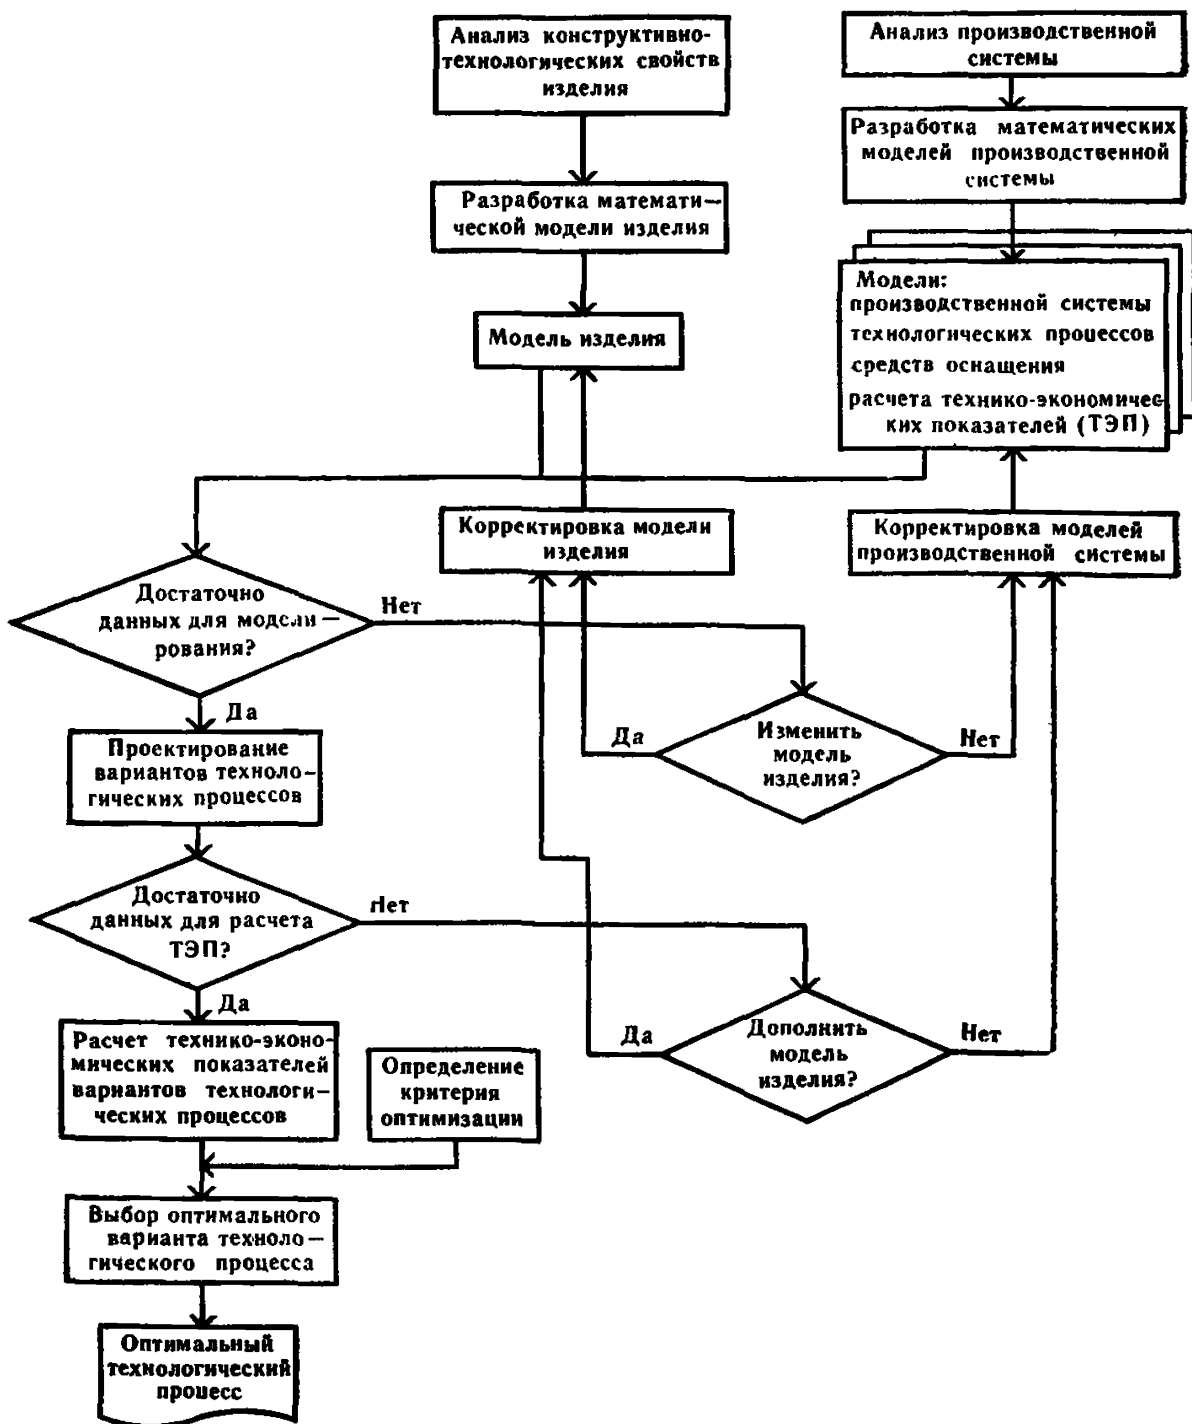 Анализ конструктивно-
технологических свойств
изделия
Анализ производственной
системы
Разработка математических
моделей производственной
системы
Разработка математи—
ческой модели изделия
Модель изделия
Модели:
производственной системы
технологических процессов
средств оснащения
расчета технико-экономичес-
ких показателей (ТЭП)
Корректировка модели
изделия
Корректировка моделей
производственной системы
Достаточно
данных для модели—
рования?
Нет
Да
Изменить
модель
изделия?
Да
Нет
Проектирование
вариантов техноло-
гических процессов
Достаточно
данных для расчета
ТЭП?
Нет
Да
Дополнить
модель
изделия?
Да
Нет
Расчет технико-эконо-
мических показателей
вариантов технологи-
ческих процессов
Определение
критерия
оптимизации
Выбор оптимального
варианта техноло—
гического процесса
Оптимальный
технологический
процесс